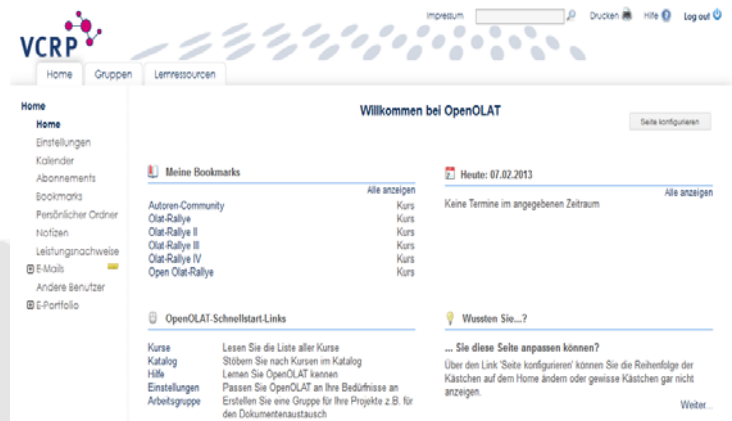 Impressum Drucken Hilfe Log out
VCRP
Home Gruppen Lernressourcen
Home
Home
Einstellungen
Kalender
Abonnements
Bookmarks
Persönlicher Ordner
Notizen
Leistungsnachweise
E-Mails
Andere Benutzer
E-Portfolio
Willkommen bei OpenOLAT
Seite konfigurieren
Meine Bookmarks
Alle anzeigen
Autoren-Community Kurs
Olat-Rallye Kurs
Olat-Rallye II Kurs
Olat-Rallye III Kurs
Olat-Rallye IV Kurs
Open Olat-Rallye Kurs
Heute: 07.02.2013
Alle anzeigen
Keine Termine im angegebenen Zeitraum
OpenOLAT-Schnellstart-Links
Kurse Lesen Sie die Liste aller Kurse
Katalog Stöbern Sie nach Kursen im Katalog
Hilfe Lernen Sie OpenOLAT kennen
Einstellungen Passen Sie OpenOLAT an Ihre Bedürfnisse an
Arbeitsgruppe Erstellen Sie eine Gruppe für Ihre Projekte z.B. für
den Dokumentenaustausch
Wussten Sie...?
... Sie diese Seite anpassen können?
Über den Link 'Seite konfigurieren' können Sie die Reihenfolge der
Kästchen auf dem Home ändern oder gewisse Kästchen gar nicht
anzeigen.
Weiter...